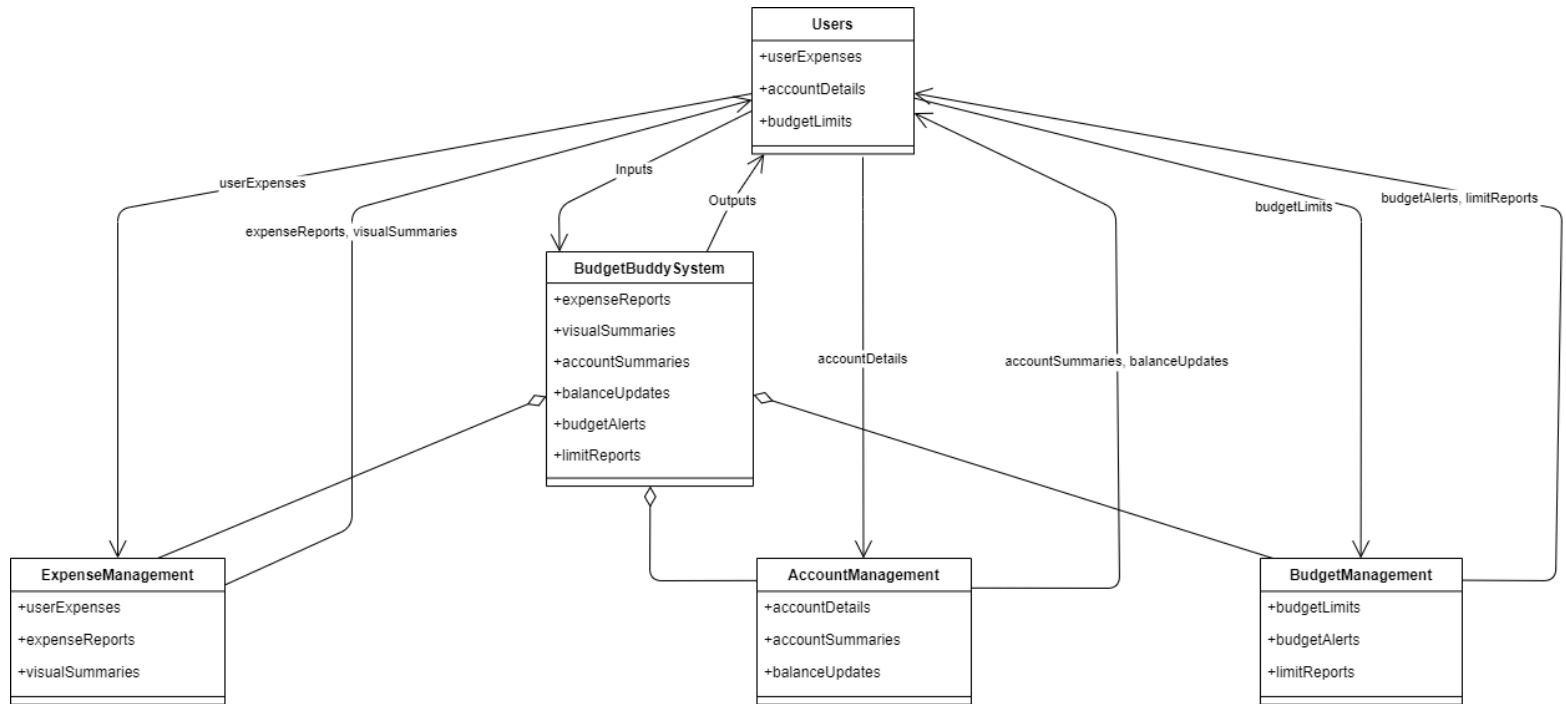 Users
+userExpenses
+accountDetails
+budgetLimits
userExpenses
expenseReports, visualSummaries
Inputs
Outputs
accountDetails
accountSummaries, balanceUpdates
budgetLimits
budgetAlerts, limitReports
BudgetBuddySystem
+expenseReports
+visualSummaries
+accountSummaries
+balanceUpdates
+budgetAlerts
+limitReports
ExpenseManagement
+userExpenses
+expenseReports
+visualSummaries
AccountManagement
+accountDetails
+accountSummaries
+balanceUpdates
BudgetManagement
+budgetLimits
+budgetAlerts
+limitReports